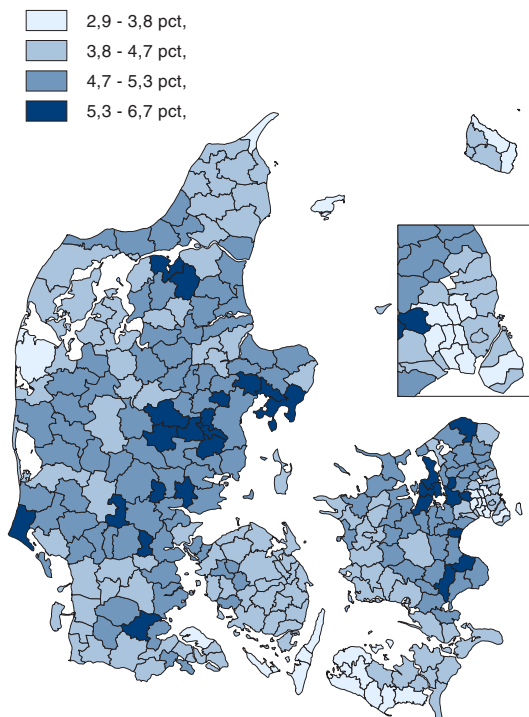 2,9 - 3,8 pct,
3,8 - 4,7 pct,
4,7 - 5,3 pct,
5,3 - 6,7 pct,